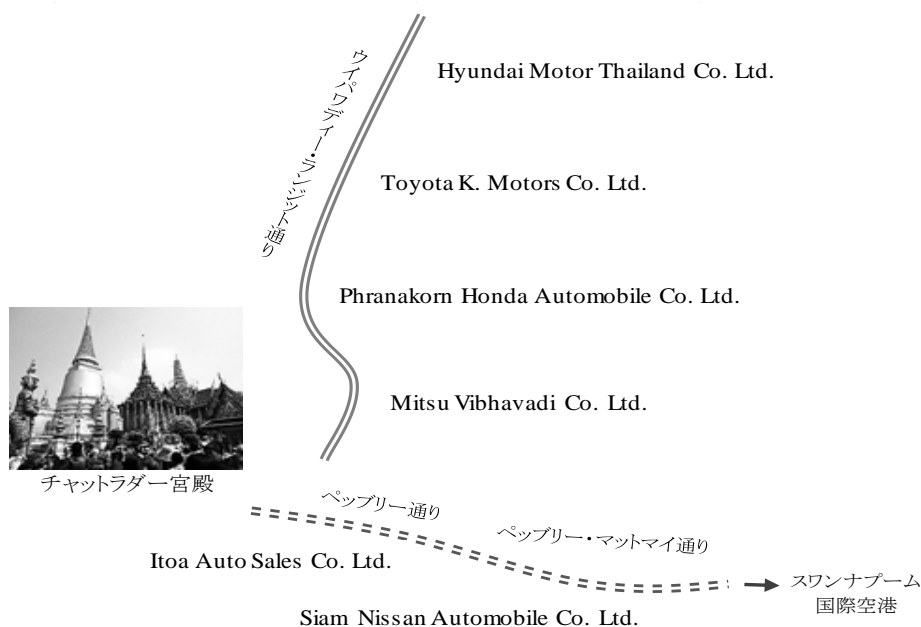 Hyundai Motor Thailand Co. Ltd.
ウイパワディー・ランジット通り
Toyota K. Motors Co. Ltd.
Phranakorn Honda Automobile Co. Ltd.
Mitsu Vibhavadi Co. Ltd.
チャットラダー宮殿
ペッブリー通り
ペッブリー・マットマイ通り
Itoa Auto Sales Co. Ltd.
スワンナプーム
国際空港
Siam Nissan Automobile Co. Ltd.